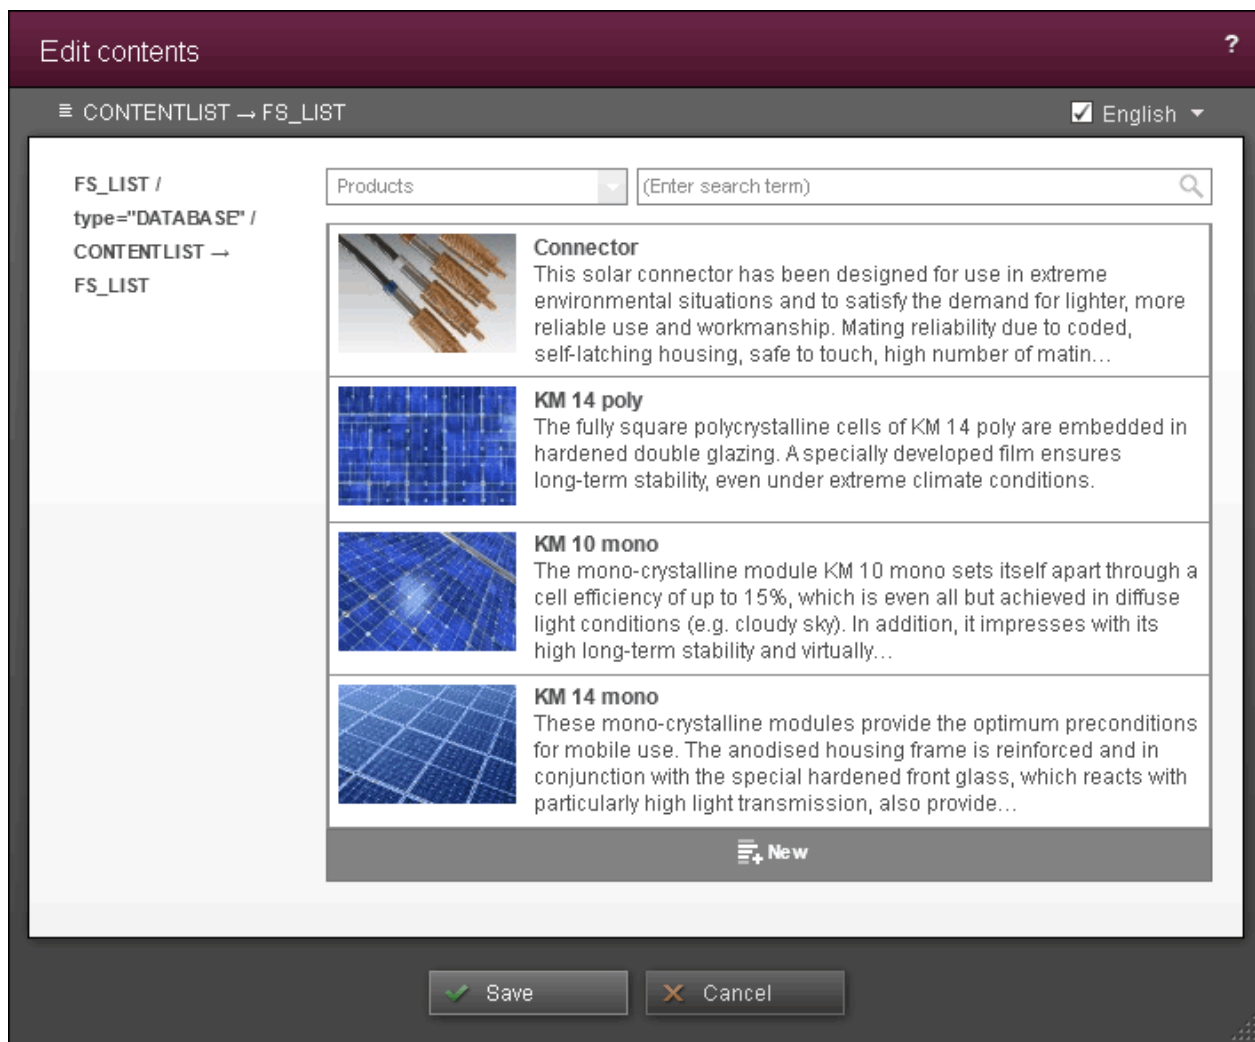 Edit contents
?
CONTENTLIST → FS_LIST
English
FS_LIST /
type="DATABASE" /
CONTENTLIST →
FS_LIST
Products
(Enter search term)
Connector
This solar connector has been designed for use in extreme
environmental situations and to satisfy the demand for lighter, more
reliable use and workmanship. Mating reliability due to coded,
self-latching housing, safe to touch, high number of matin...
KM 14 poly
The fully square polycrystalline cells of KM 14 poly are embedded in
hardened double glazing. A specially developed film ensures
long-term stability, even under extreme climate conditions.
KM 10 mono
The mono-crystalline module KM 10 mono sets itself apart through a
cell efficiency of up to 15%, which is even all but achieved in diffuse
light conditions (e.g. cloudy sky). In addition, it impresses with its
high long-term stability and virtually...
KM 14 mono
These mono-crystalline modules provide the optimum preconditions
for mobile use. The anodised housing frame is reinforced and in
conjunction with the special hardened front glass, which reacts with
particularly high light transmission, also provide...
New
Save
Cancel